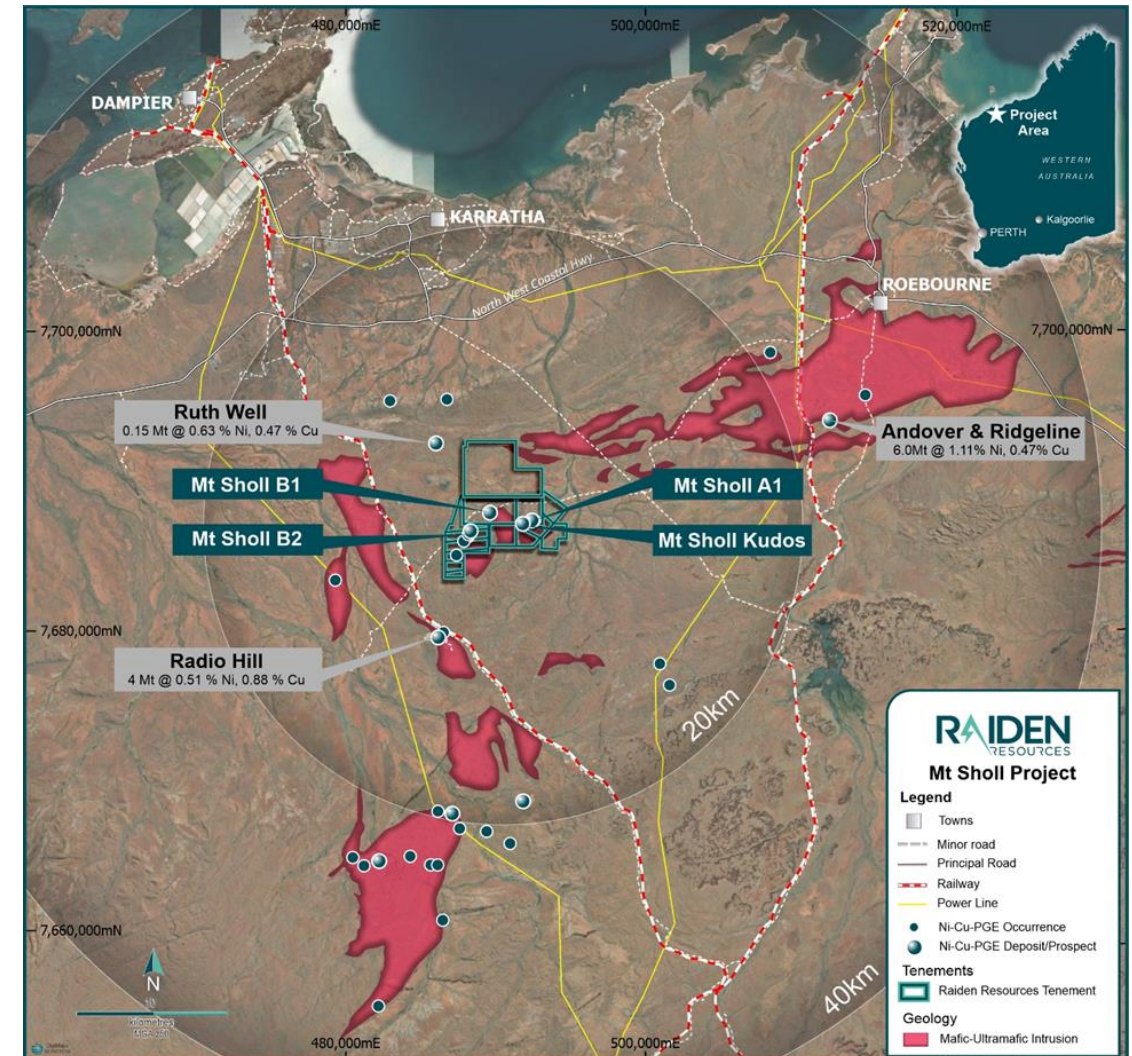 480,000mE
500,000mE
520,000mE
DAMPIER
Project
Area
WESTERN
AUSTRALIA
Kalgoorlie
PERTH
KARRATHA
North West Coastal Hwy
ROEBOURNE
7,700,000mN
7,700,000mN
Ruth Well
0.15 Mt @ 0.63 % Ni, 0.47 % Cu
Andover & Ridgeline
6.0Mt @ 1.11% Ni, 0.47% Cu
Mt Sholl B1
Mt Sholl A1
Mt Sholl B2
Mt Sholl Kudos
7,680,000mN
Radio Hill
4 Mt @ 0.51 % Ni, 0.88 % Cu
20km
RAIDEN
RESOURCES
Mt Sholl Project
Legend
Towns
Minor road
Principal Road
Railway
Power Line
Ni-Cu-PGE Occurrence
Ni-Cu-PGE Deposit/Prospect
Tenements
Raiden Resources Tenement
Geology
Mafic-Ultramafic Intrusion
7,660,000mN
N
10
kilometres
40km
480,000mE
500,000mE